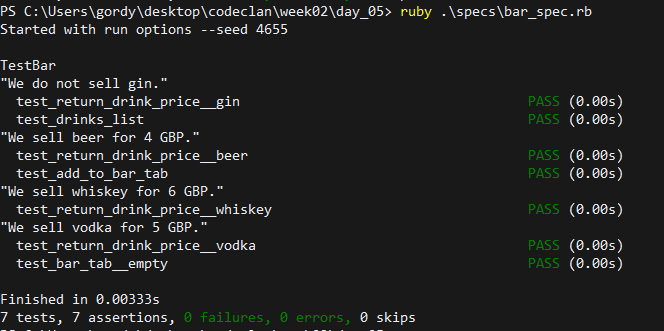 PS C:\Users\gordy\desktop\codeclan\week02\day_05> ruby .\specs\bar_spec.rb
Started with run options --seed 4655
TestBar
"We do not sell gin."
test_return_drink_price__gin PASS (0.00s)
test_drinks_list PASS (0.00s)
"We sell beer for 4 GBP."
test_return_drink_price__beer PASS (0.00s)
test_add_to_bar_tab PASS (0.00s)
"We sell whiskey for 6 GBP."
test_return_drink_price__whiskey PASS (0.00s)
"We sell vodka for 5 GBP."
test_return_drink_price__vodka PASS (0.00s)
test_bar_tab__empty PASS (0.00s)
Finished in 0.00333s
7 tests, 7 assertions, 0 failures, 0 errors, 0 skips